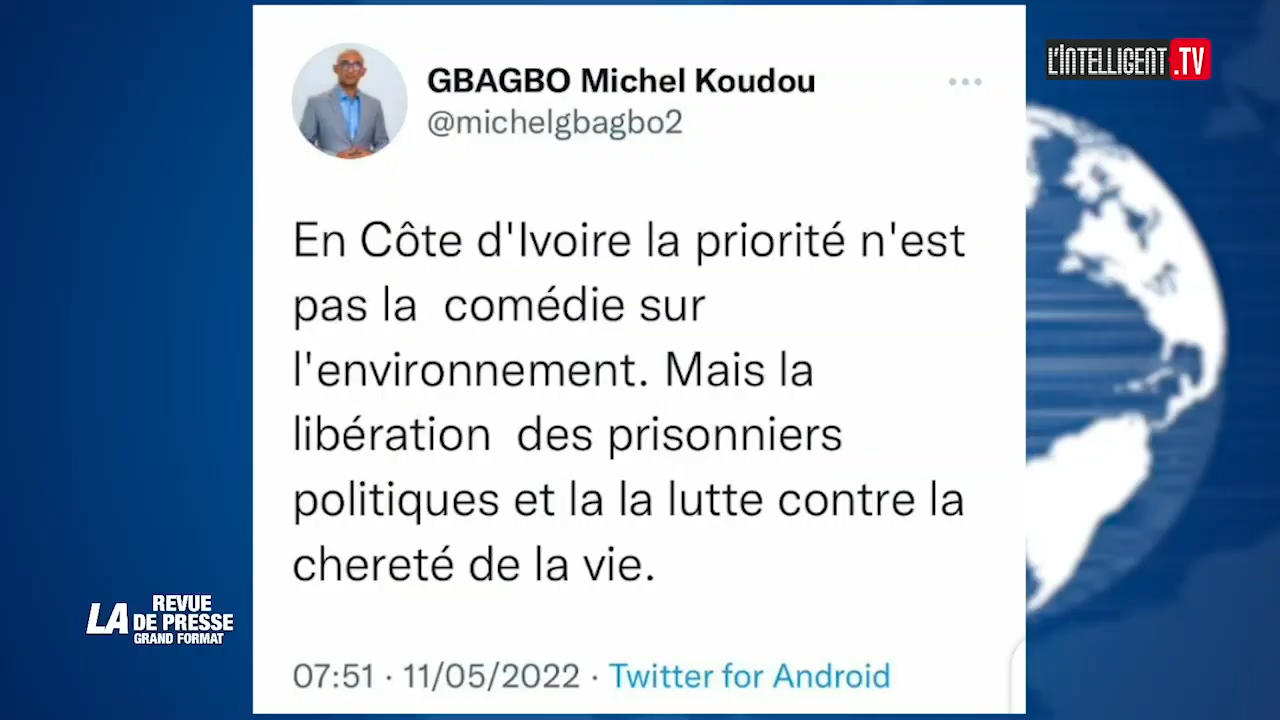 L'INTELLIGENT .TV
GBAGBO Michel Koudou
@michelgbagbo2
En Côte d'Ivoire la priorité n'est
pas la  comédie sur
l'environnement. Mais la
libération  des prisonniers
politiques et la la lutte contre la
chereté de la vie.
07:51 · 11/05/2022 · Twitter for Android
LA REVUE
DE PRESSE
GRAND FORMAT